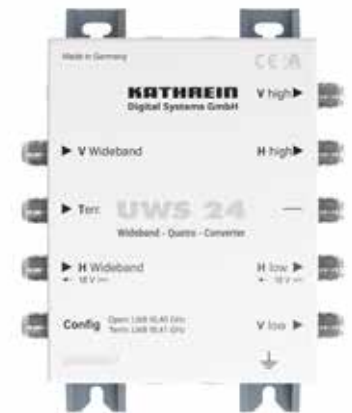 Made in Germany
CE
KATHREIN
Digital Systems GmbH
V high ▶
▶ V Wideband
H high ▶
▶ Terr.
UWS 24
Wideband - Quatro - Converter
▶ H Wideband
18 V
H low ▶
18 V
Config
Open: LNB 10,40 GHz
Term: LNB 10,41 GHz
V low ▶